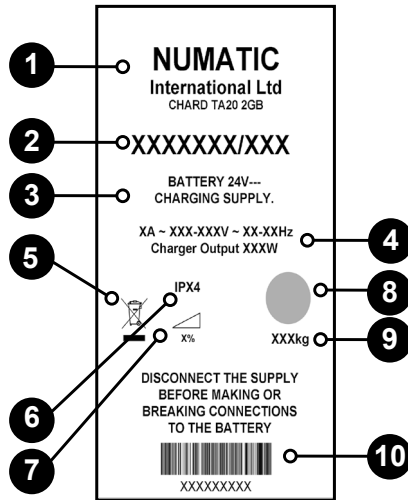 1
NUMATIC
International Ltd
CHARD TA20 2GB
2
XXXXXXX/XXX
3
BATTERY 24V---
CHARGING SUPPLY.
XA ~ XXX-XXXV ~ XX-XXHz
4
Charger Output XXXW
5
IPX4
8
X%
XXXkg
9
6
DISCONNECT THE SUPPLY
BEFORE MAKING OR
BREAKING CONNECTIONS
TO THE BATTERY
7
10
XXXXXXXXX